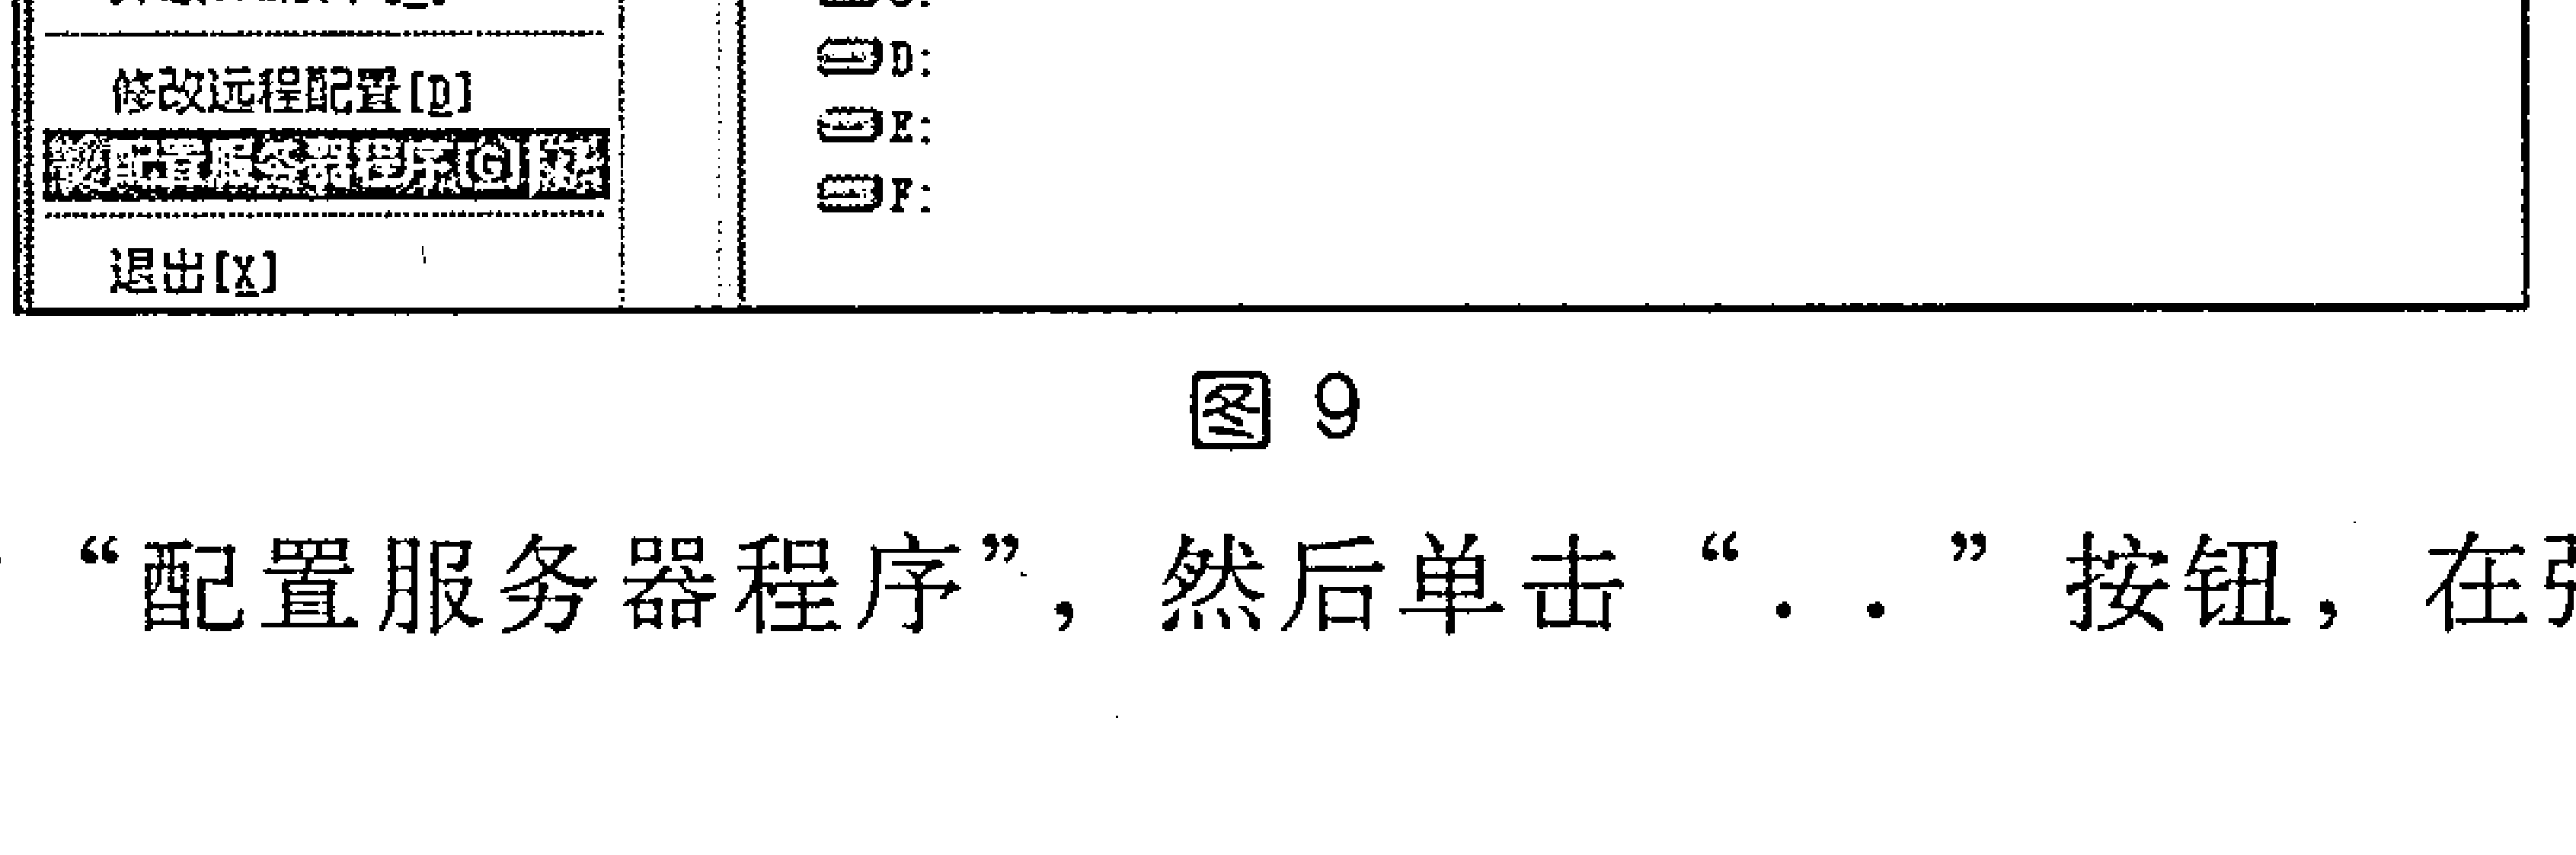 D:
修改远程配置[D]
E:
配置服务器程序[G]
F:
退出[X]
图 9
“配置服务器程序”，然后单击“. . ”按钮，在